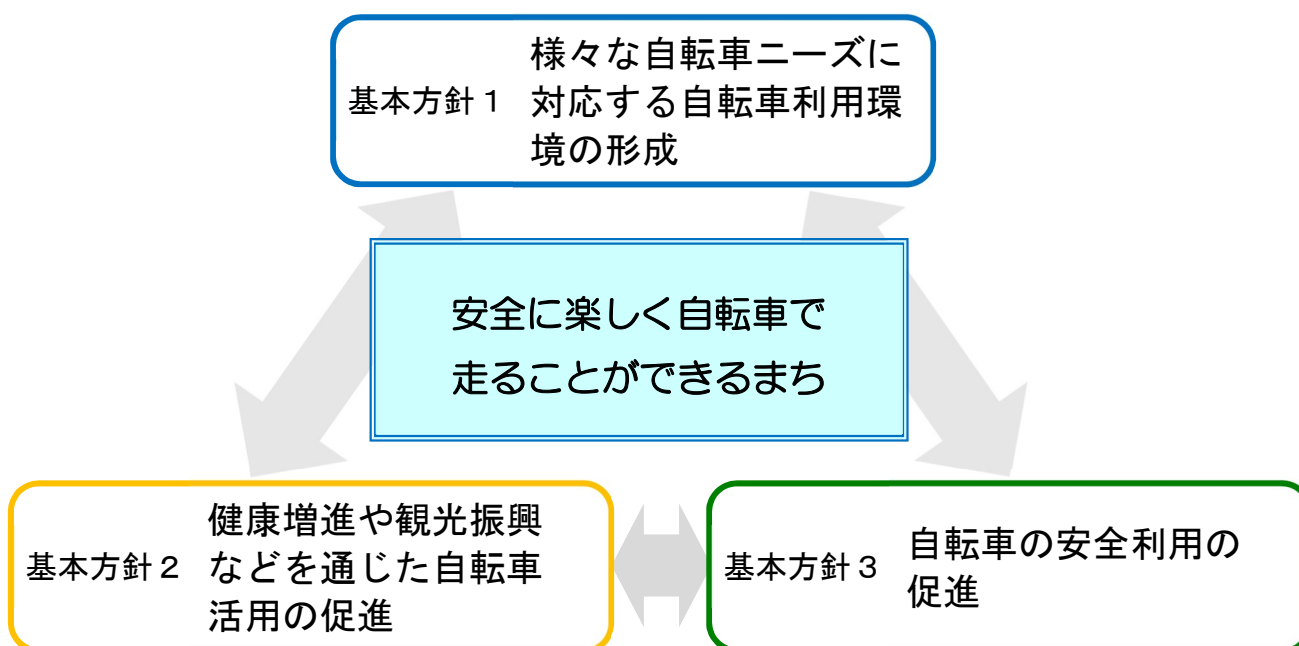 基本方針１
様々な自転車ニーズに
対応する自転車利用環
境の形成
安全に楽しく自転車で
走ることができるまち
基本方針２
健康増進や観光振興
などを通じた自転車
活用の促進
基本方針３
自転車の安全利用の
促進